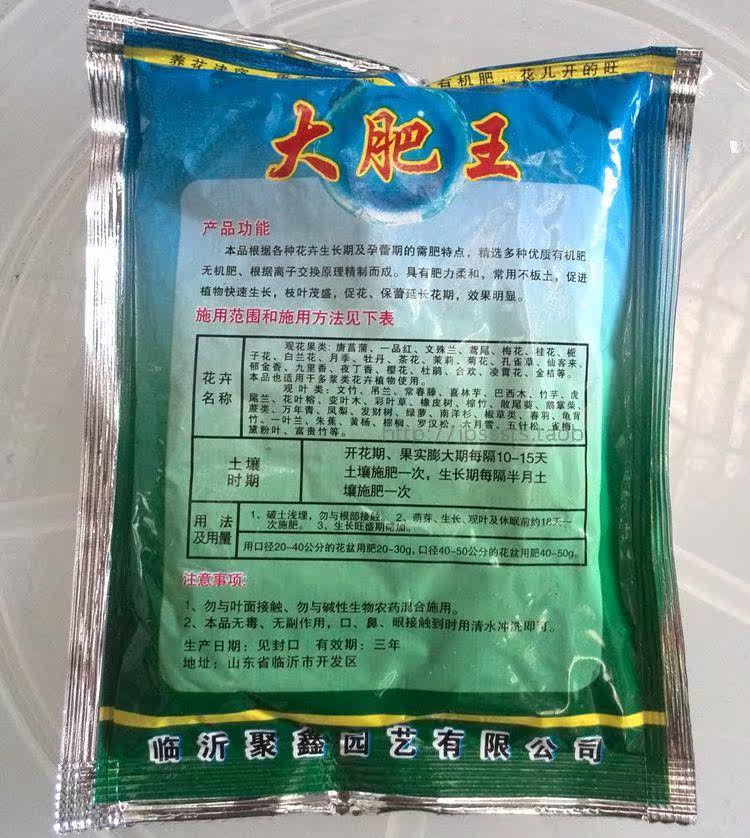 养花
有机肥，花儿开的旺
大肥王
产品功能
本品根据各种花卉生长期及孕蕾期的需肥特点，精选多种优质有机肥
无机肥、根据离子交换原理精制而成。具有肥力柔和，常用不板土，促进
植物快速生长，枝叶茂盛，促花、保蕾延长花期，效果明显。
施用范围和施用方法见下表
花卉
名称
观花果类：唐菖蒲、一品红、文殊兰、鸢尾、梅花、桂花、栀
子花、白兰花、月季、牡丹、茶花、茉莉、菊花、孔雀草、仙客来、
郁金香、九里香、夜丁香、樱花、杜鹃、合欢、凌霄花、金桔等。
本品也适用于多浆类花卉植物使用。
观叶类：文竹、吊兰、常春藤、喜林芋、巴西木、竹芋、虎
尾兰、花叶榕、变叶木、彩叶草、橡皮树、棕竹、散尾葵、鹅掌柴、
蕨类、万年青、凤梨、发财树、绿萝、南洋杉、椒草类、春羽、龟背
竹、一叶兰、朱蕉、黄杨、棕榈、罗汉松、六月雪、五针松、雀梅、
黛粉叶、富贵竹等。
土壤
时期
开花期、果实膨大期每隔10-15天
土壤施肥一次，生长期每隔半月土
壤施肥一次
用法
及用量
1、破土浅埋，勿与根部接触。2、萌芽、生长、观叶及休眠前约18天一
次施肥。3、生长旺盛期略加。
用口径20-40公分的花盆用肥20-30g,口径40-50公分的花盆用肥40-50g。
注意事项:
1、勿与叶面接触、勿与碱性生物农药混合施用。
2、本品无毒、无副作用，口、鼻、眼接触到时用清水冲洗即可。
生产日期：见封口 有效期：三年
地址：山东省临沂市开发区
临沂聚鑫园艺有限公司